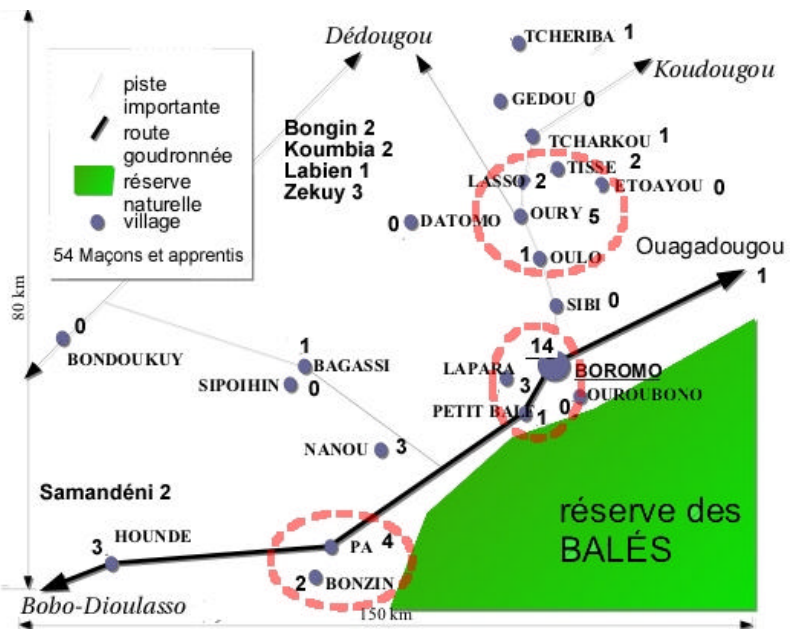 piste
importante
route
goudronnée
réserve
naturelle
village
54 Maçons et apprentis
Dédougou
TCHERIBA 1
Koudougou
GEDOU 0
Bongin 2
Koumbia 2
Labien 1
Zekuy 3
TCHARKOU 1
TISSE 2
LASSO 2
ETOAYOU 0
0 DATOMO
OURY 5
Ouagadougou
1
1 OULO
SIBI 0
80 km
0
BONDOUKUY
1
BAGASSI
SIPOIHIN 0
14
BOROMO
LAPARA 3
OUROUBONO
0
PETIT BALE 1
NANOU 3
Samandéni 2
HOUNDE
3
PA 4
2 BONZIN
réserve des
BALÉS
Bobo-Dioulasso
150 km